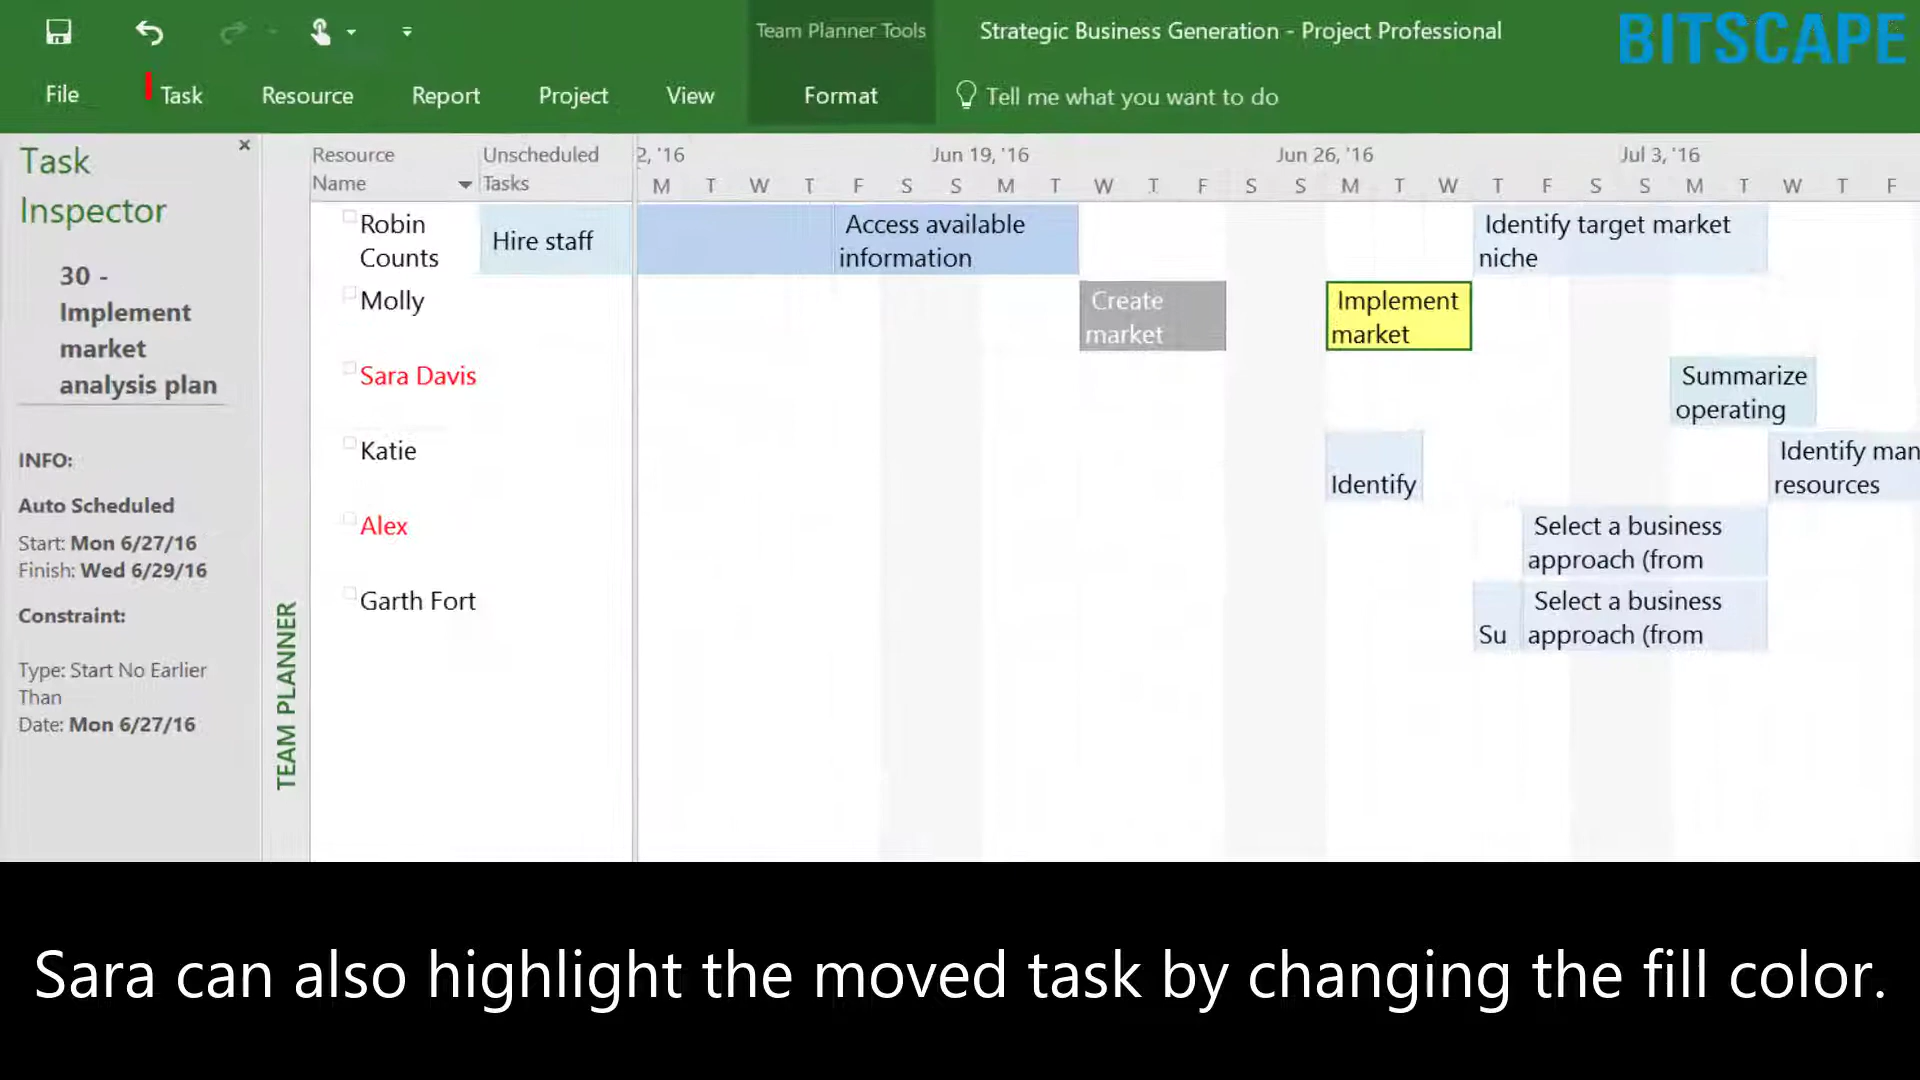 Team Planner Tools
Strategic Business Generation - Project Professional
BITSCAPE
File
Task
Resource
Report
Project
View
Format
Tell me what you want to do
Task
Inspector
30 -
Implement
market
analysis plan
INFO:
Auto Scheduled
Start: Mon 6/27/16
Finish: Wed 6/29/16
Constraint:
Type: Start No Earlier
Than
Date: Mon 6/27/16
TEAM PLANNER
Resource
Name
Unscheduled
Tasks
2, '16
Jun 19, '16
Jun 26, '16
Jul 3, '16
M T W T F S S M T W T F S S M T W T F S S M T W T F
Robin
Counts
Hire staff
Access available
information
Identify target market
niche
Molly
Create
market
Implement
market
Sara Davis
Summarize
operating
Katie
Identify
Identify man
resources
Alex
Select a business
approach (from
Garth Fort
Su
Select a business
approach (from
Sara can also highlight the moved task by changing the fill color.